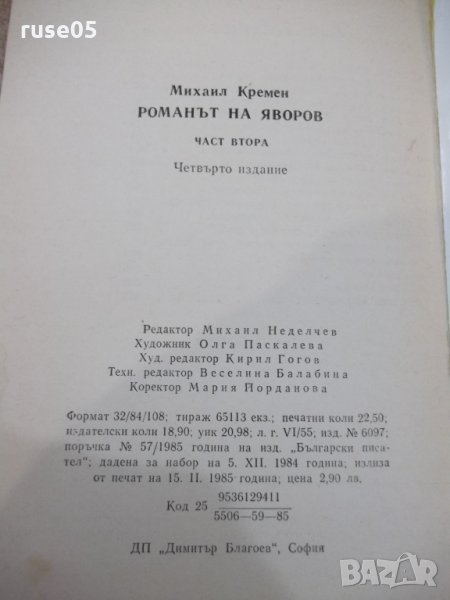 ruse05
Михаил Кремен
РОМАНЪТ НА ЯВОРОВ
ЧАСТ ВТОРА
Четвърто издание
Редактор Михаил Неделчев
Художник Олга Паскалева
Худ. редактор Кирил Гогов
Техн. редактор Веселина Балабина
Коректор Мария Йорданова
Формат 32/84/108; тираж 65113 екз.; печатни коли 22,50;
издателски коли 18,90; уик 20,98; л. г. VI/55; изд. № 6097;
поръчка № 57/1985 година на изд. „Български писа-
тел“; дадена за набор на 5. XII. 1984 година; излиза
от печат на 15. II. 1985 година; цена 2,90 лв.
Код 25 9536129411
5506—59—85
ДП „Димитър Благоев“, София
BAZAR
bg